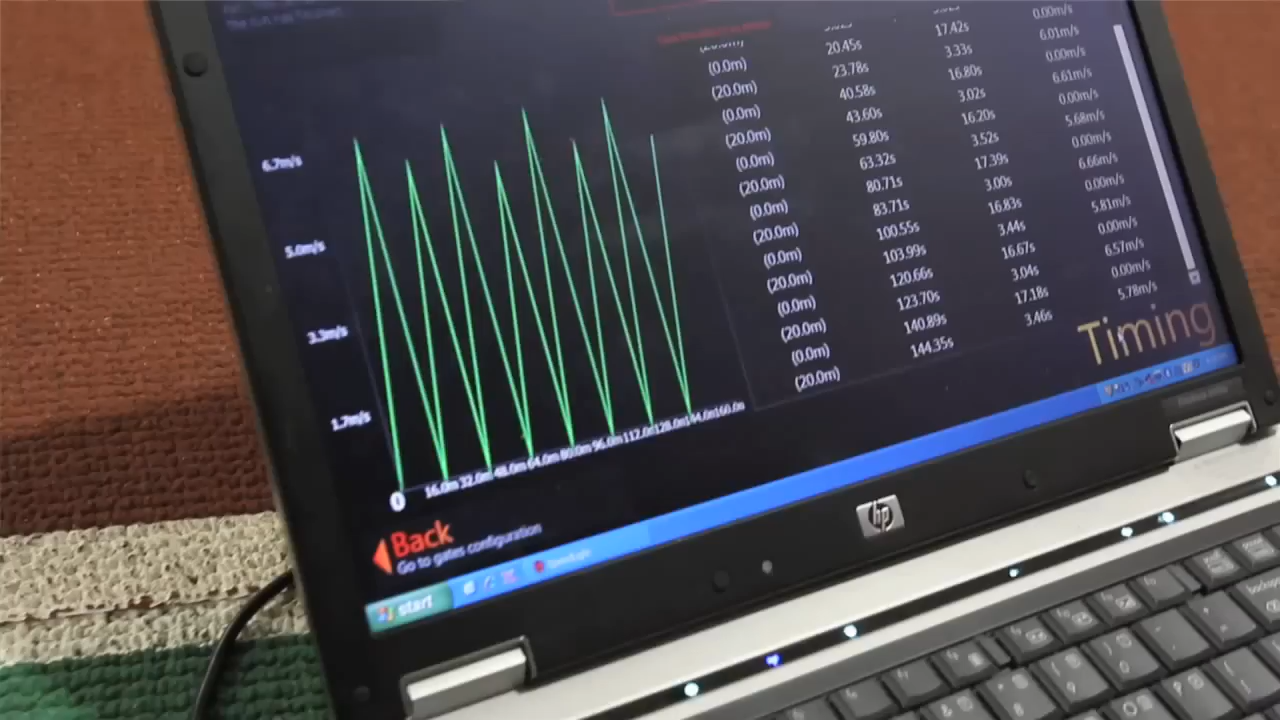 (0.0m) 20.45s 17.42s 0.00m/s
(20.0m) 23.78s 3.33s 6.01m/s
(0.0m) 40.58s 16.80s 0.00m/s
(20.0m) 43.60s 3.02s 6.61m/s
(0.0m) 59.80s 16.20s 0.00m/s
(20.0m) 63.32s 3.52s 5.68m/s
(0.0m) 80.71s 17.39s 0.00m/s
(20.0m) 83.71s 3.00s 6.66m/s
(0.0m) 100.55s 16.83s 0.00m/s
(20.0m) 103.99s 3.44s 5.81m/s
(0.0m) 120.66s 16.67s 0.00m/s
(20.0m) 123.70s 3.04s 6.57m/s
(0.0m) 140.89s 17.18s 0.00m/s
(20.0m) 144.35s 3.46s 5.78m/s
6.7m/s
5.0m/s
3.3m/s
1.7m/s
0 16.0m 32.0m 48.0m 64.0m 80.0m 96.0m 112.0m 128.0m 144.0m 160.0m
Timing
Back
Go to gates configuration
start
hp